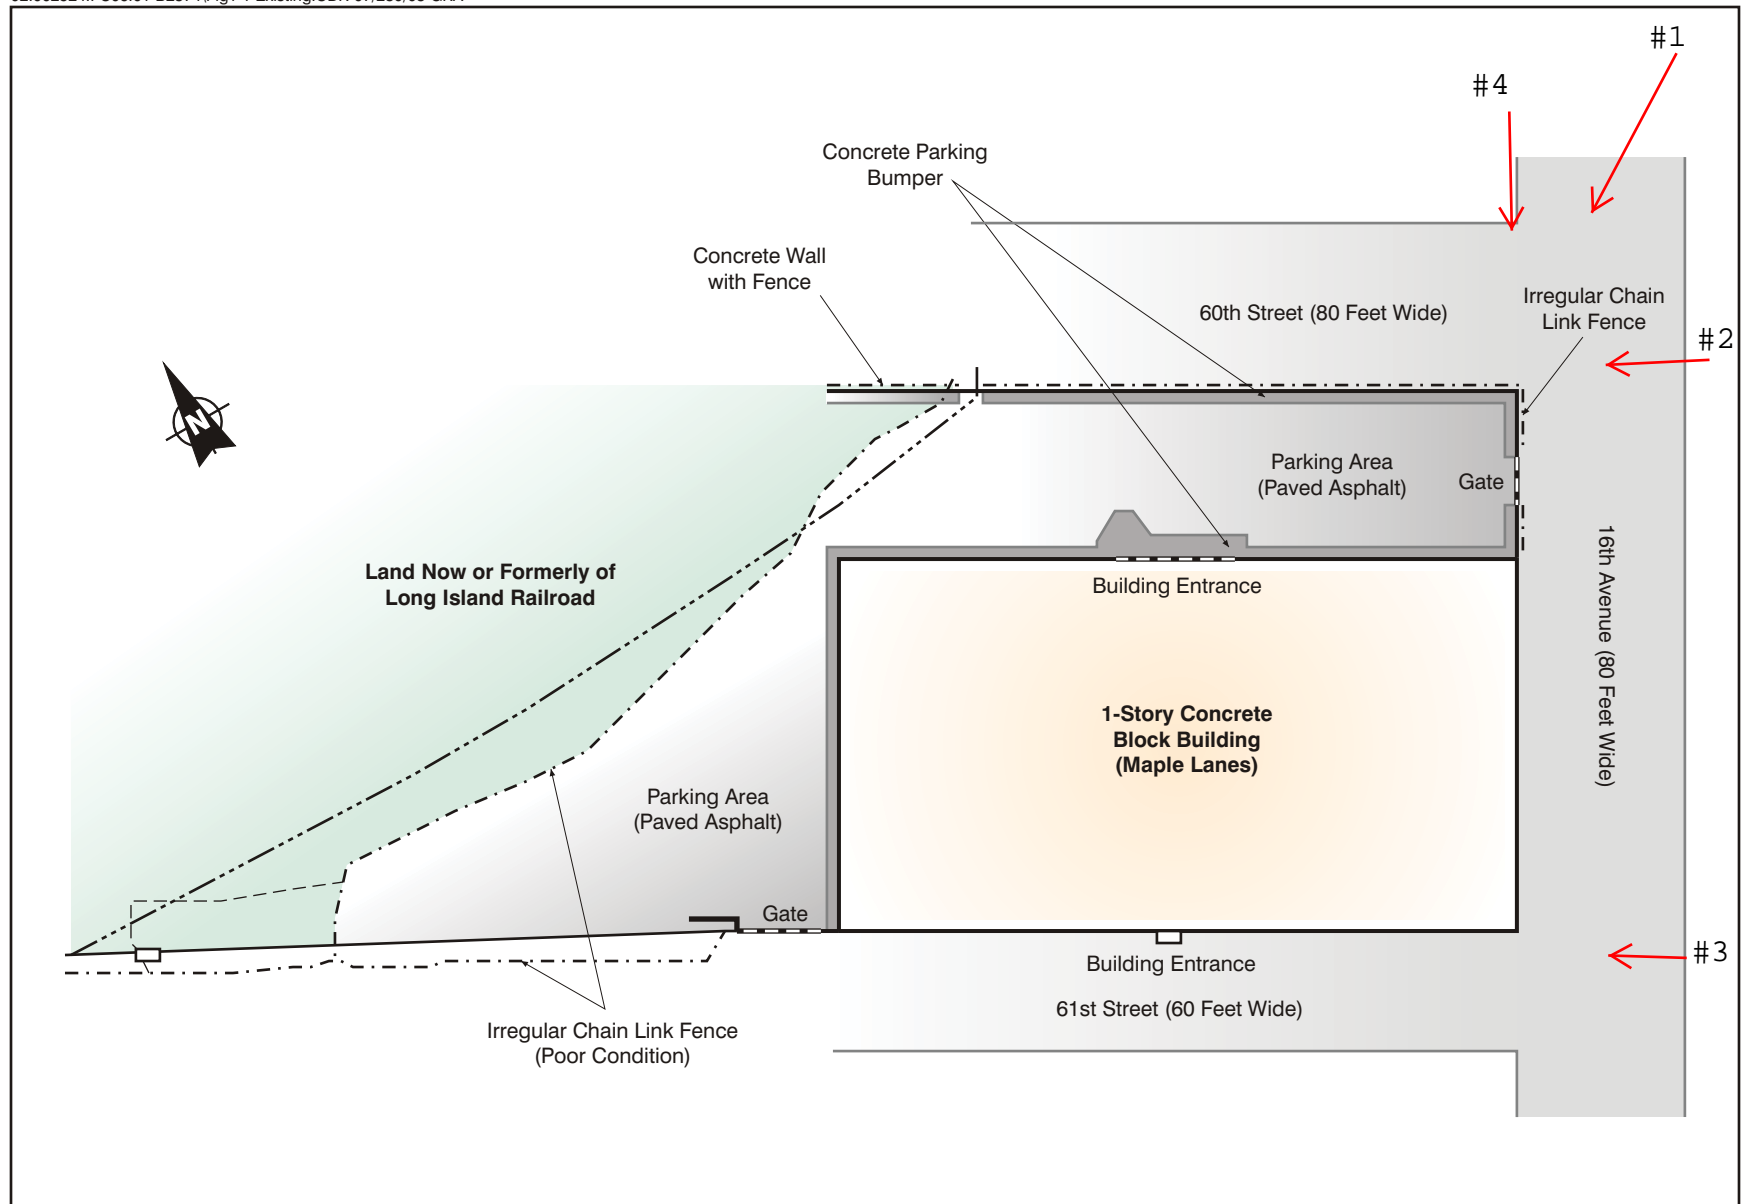 #1
#4
Concrete Parking
Bumper
Concrete Wall
with Fence
60th Street (80 Feet Wide)
Irregular Chain
Link Fence
#2
N
Parking Area
(Paved Asphalt)
Gate
Land Now or Formerly of
Long Island Railroad
Building Entrance
16th Avenue (80 Feet Wide)
1-Story Concrete
Block Building
(Maple Lanes)
Parking Area
(Paved Asphalt)
Gate
Building Entrance
#3
61st Street (60 Feet Wide)
Irregular Chain Link Fence
(Poor Condition)